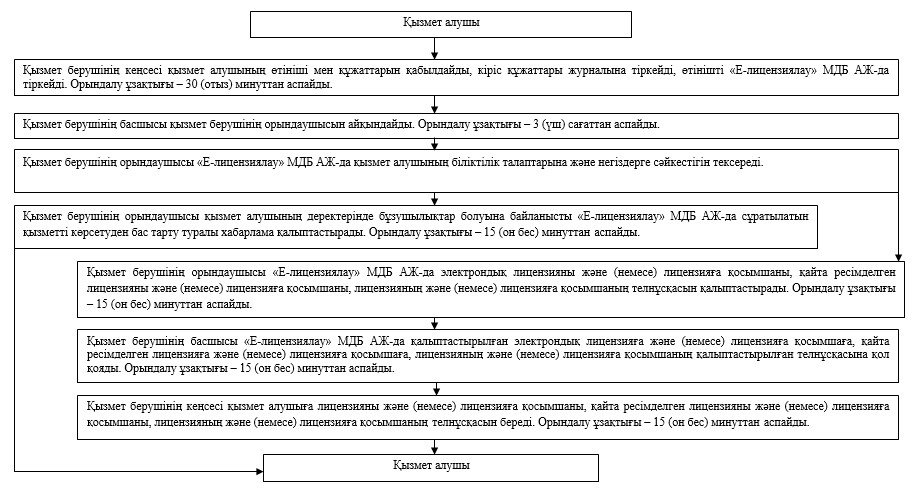 Қызмет алушы
Қызмет берушінің кеңсесі қызмет алушының өтініші мен құжаттарын қабылдайды, кіріс құжаттары журналына тіркейді, өтінішті «Е-лицензиялау» МДБ АЖ-да
тіркейді. Орындалу ұзақтығы – 30 (отыз) минуттан аспайды.
Қызмет берушінің басшысы қызмет берушінің орындаушысын айқындайды. Орындалу ұзақтығы – 3 (үш) сағаттан аспайды.
Қызмет берушінің орындаушысы «Е-лицензиялау» МДБ АЖ-да қызмет алушының біліктілік талаптарына және негіздерге сәйкестігін тексереді.
Қызмет берушінің орындаушысы қызмет алушының деректерінде бұзушылықтар болуына байланысты «Е-лицензиялау» МДБ АЖ-да сұратылатын
қызметті көрсетуден бас тарту туралы хабарлама қалыптастырады. Орындалу ұзақтығы – 15 (он бес) минуттан аспайды.
Қызмет берушінің орындаушысы «Е-лицензиялау» МДБ АЖ-да электрондық лицензияны және (немесе) лицензияға қосымшаны, қайта ресімделген
лицензияны және (немесе) лицензияға қосымшаны, лицензияның және (немесе) лицензияға қосымшаның телнұсқасын қалыптастырады. Орындалу ұзақтығы
– 15 (он бес) минуттан аспайды.
Қызмет берушінің басшысы «Е-лицензиялау» МДБ АЖ-да қалыптастырылған электрондық лицензияға және (немесе) лицензияға қосымшаға, қайта
ресімделген лицензияға және (немесе) лицензияға қосымшаға, лицензияның және (немесе) лицензияға қосымшаның қалыптастырылған телнұсқасына қол
қояды. Орындалу ұзақтығы – 15 (он бес) минуттан аспайды.
Қызмет берушінің кеңсесі қызмет алушыға лицензияны және (немесе) лицензияға қосымшаны, қайта ресімделген лицензияны және (немесе) лицензияға
қосымшаны, лицензияның және (немесе) лицензияға қосымшаның телнұсқасын береді. Орындалу ұзақтығы – 15 (он бес) минуттан аспайды.
Қызмет алушы